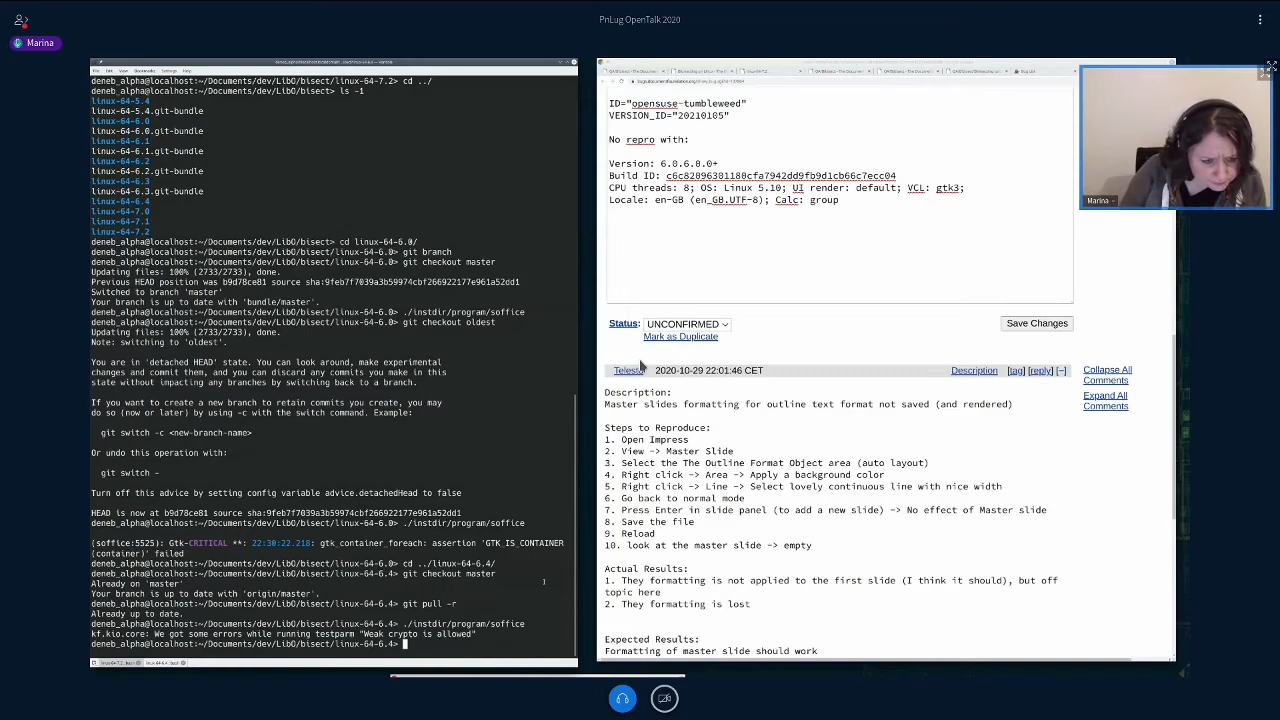 PnLug OpenTalk 2020
Marina
deneb_alpha@localhost:~/Documents/dev/LibO/bisect/linux-64-7.2> cd ../
deneb_alpha@localhost:~/Documents/dev/LibO/bisect> ls -1
linux-64-5.4
linux-64-5.4.git-bundle
linux-64-6.0
linux-64-6.0.git-bundle
linux-64-6.1
linux-64-6.1.git-bundle
linux-64-6.2
linux-64-6.2.git-bundle
linux-64-6.3
linux-64-6.3.git-bundle
linux-64-6.4
linux-64-7.0
linux-64-7.1
linux-64-7.2
deneb_alpha@localhost:~/Documents/dev/LibO/bisect> cd linux-64-6.0/
deneb_alpha@localhost:~/Documents/dev/LibO/bisect/linux-64-6.0> git branch
deneb_alpha@localhost:~/Documents/dev/LibO/bisect/linux-64-6.0> git checkout master
Updating files: 100% (2733/2733), done.
Previous HEAD position was b9d78ce81 source sha:9feb7f7039a3b59974cbf266922177e961a52dd1
Switched to branch 'master'
Your branch is up to date with 'bundle/master'.
deneb_alpha@localhost:~/Documents/dev/LibO/bisect/linux-64-6.0> ./instdir/program/soffice
deneb_alpha@localhost:~/Documents/dev/LibO/bisect/linux-64-6.0> git checkout oldest
Updating files: 100% (2733/2733), done.
Note: switching to 'oldest'.
You are in 'detached HEAD' state. You can look around, make experimental
changes and commit them, and you can discard any commits you make in this
state without impacting any branches by switching back to a branch.
If you want to create a new branch to retain commits you create, you may
do so (now or later) by using -c with the switch command. Example:
git switch -c <new-branch-name>
Or undo this operation with:
git switch -
Turn off this advice by setting config variable advice.detachedHead to false
HEAD is now at b9d78ce81 source sha:9feb7f7039a3b59974cbf266922177e961a52dd1
deneb_alpha@localhost:~/Documents/dev/LibO/bisect/linux-64-6.0> ./instdir/program/soffice
(soffice:5525): Gtk-CRITICAL **: 22:30:22.218: gtk_container_foreach: assertion 'GTK_IS_CONTAINER
(container)' failed
deneb_alpha@localhost:~/Documents/dev/LibO/bisect/linux-64-6.0> cd ../linux-64-6.4/
deneb_alpha@localhost:~/Documents/dev/LibO/bisect/linux-64-6.4> git checkout master
Already on 'master'
Your branch is up to date with 'origin/master'.
deneb_alpha@localhost:~/Documents/dev/LibO/bisect/linux-64-6.4> git pull -r
Already up to date.
deneb_alpha@localhost:~/Documents/dev/LibO/bisect/linux-64-6.4> ./instdir/program/soffice
kf.kio.core: We got some errors while running testparm "Weak crypto is allowed"
deneb_alpha@localhost:~/Documents/dev/LibO/bisect/linux-64-6.4>
ID="opensuse-tumbleweed"
VERSION_ID="20210105"
No repro with:
Version: 6.0.6.0.0+
Build ID: c6c82096301180cfa7942dd9fb9d1cb66c7ecc04
CPU threads: 8; OS: Linux 5.10; UI render: default; VCL: gtk3;
Locale: en-GB (en_GB.UTF-8); Calc: group
Status: UNCONFIRMED
Save Changes
Mark as Duplicate
Telesto 2020-10-29 22:01:46 CET Description [tag] [reply] [−]
Collapse All
Comments
Expand All
Comments
Description:
Master slides formatting for outline text format not saved (and rendered)
Steps to Reproduce:
1. Open Impress
2. View -> Master Slide
3. Select the The Outline Format Object area (auto layout)
4. Right click -> Area -> Apply a background color
5. Right click -> Line -> Select lovely continuous line with nice width
6. Go back to normal mode
7. Press Enter in slide panel (to add a new slide) -> No effect of Master slide
8. Save the file
9. Reload
10. look at the master slide -> empty
Actual Results:
1. They formatting is not applied to the first slide (I think it should), but off
topic here
2. They formatting is lost
Expected Results:
Formatting of master slide should work
Marina